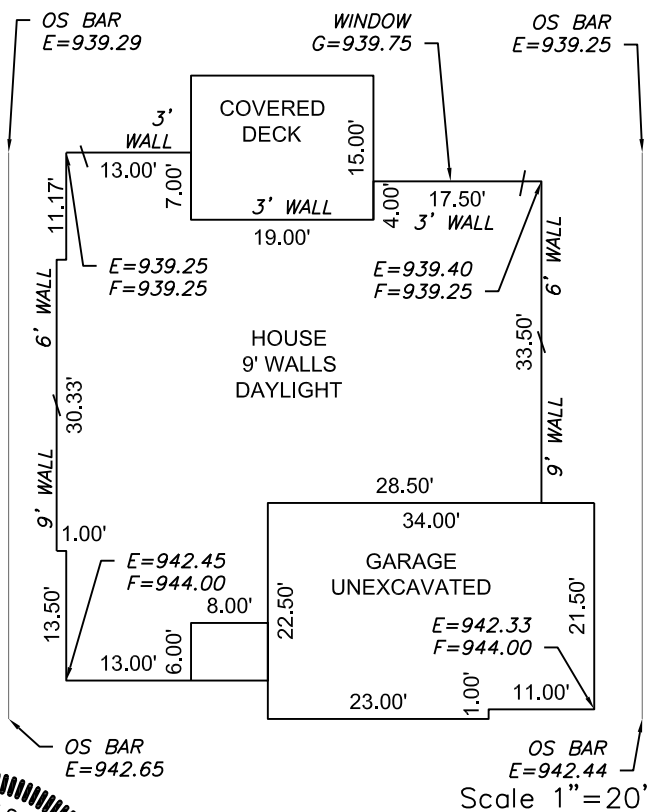 OS BAR
E=939.29
WINDOW
G=939.75
OS BAR
E=939.25
3'
WALL
13.00'
COVERED
DECK
15.00'
7.00'
3' WALL
19.00'
4.00'
17.50'
3' WALL
11.17'
E=939.25
F=939.25
E=939.40
F=939.25
6' WALL
6' WALL
HOUSE
9' WALLS
DAYLIGHT
33.50'
30.33'
9' WALL
9' WALL
28.50'
34.00'
1.00'
E=942.45
F=944.00
GARAGE
UNEXCAVATED
13.50'
8.00'
22.50'
21.50'
E=942.33
F=944.00
13.00'
6.00'
23.00'
1.00'
11.00'
OS BAR
E=942.65
OS BAR
E=942.44
Scale 1"=20'